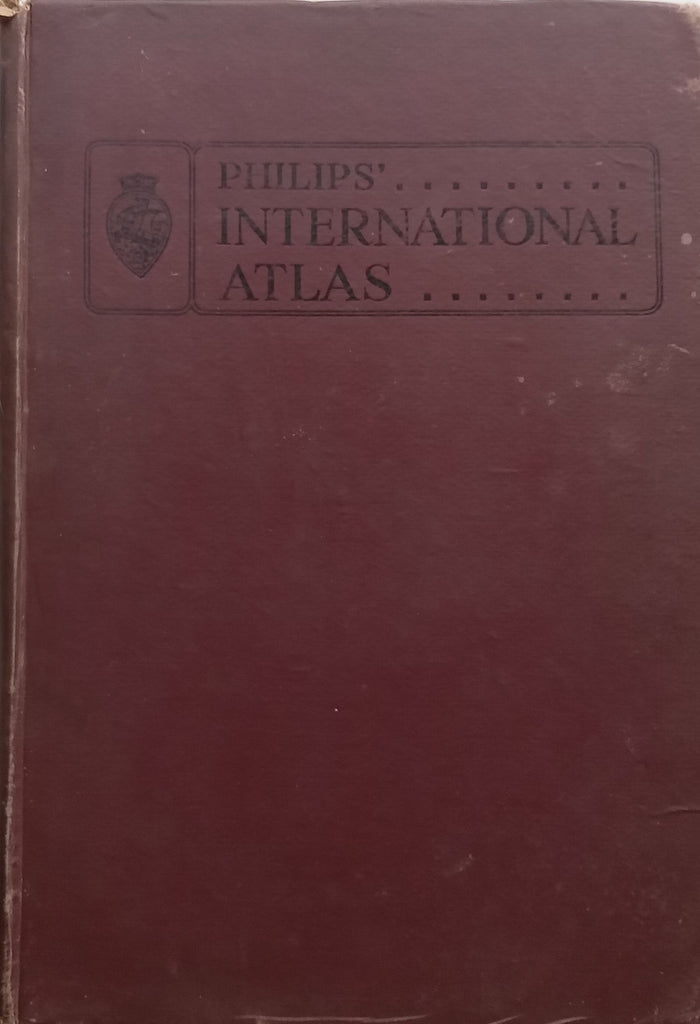 PHILIPS' . . . . . . . . .
INTERNATIONAL
ATLAS . . . . . . . .